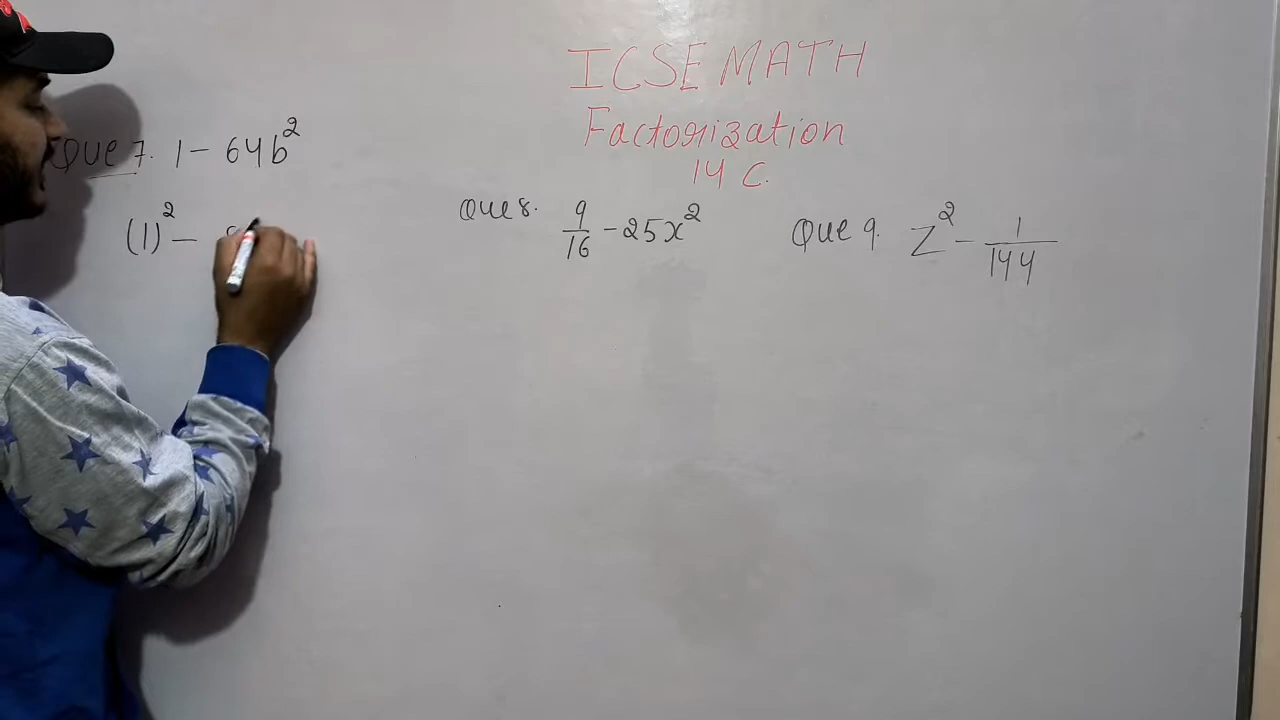 ICSE MATH
Factorization
14 C.
Que 7. 1 - 64b²
(1)² -
Que 8. 9/16 - 25x²
Que 9. Z² - 1/144